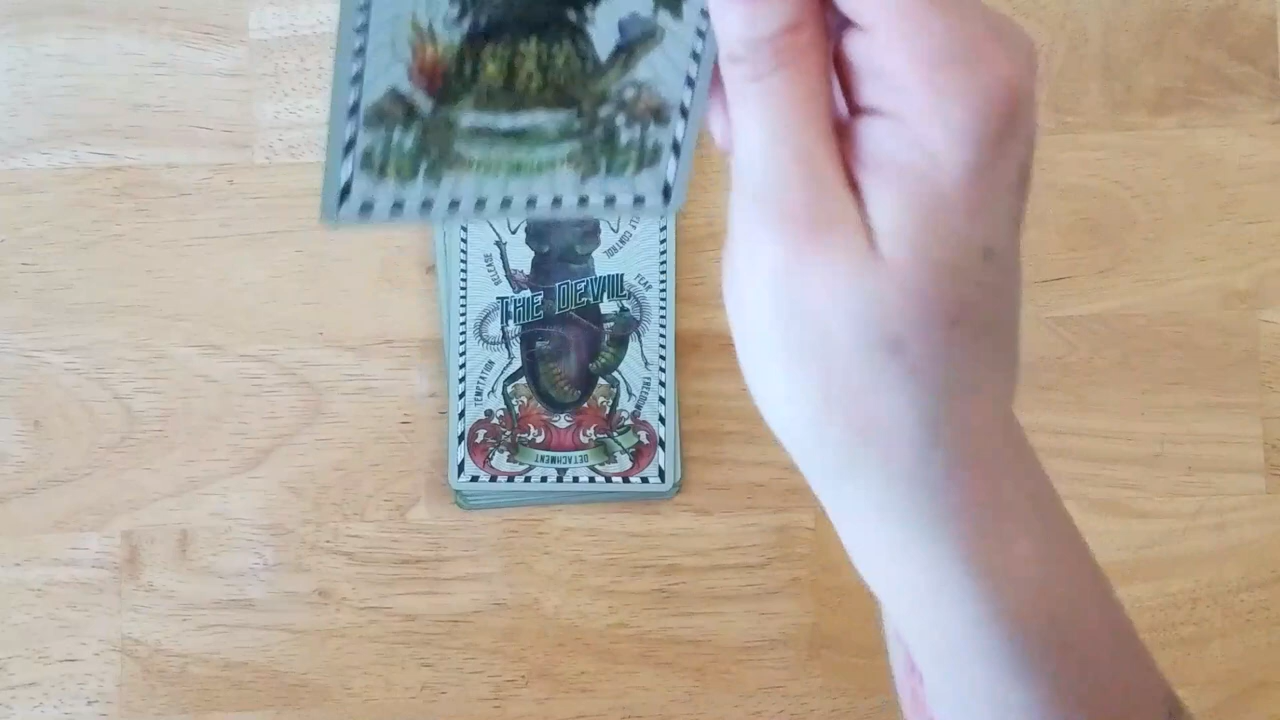 SELF CONTROL
RELEASE
FEAR
THE DEVIL
TEMPTATION
FREEDOM
DETACHMENT